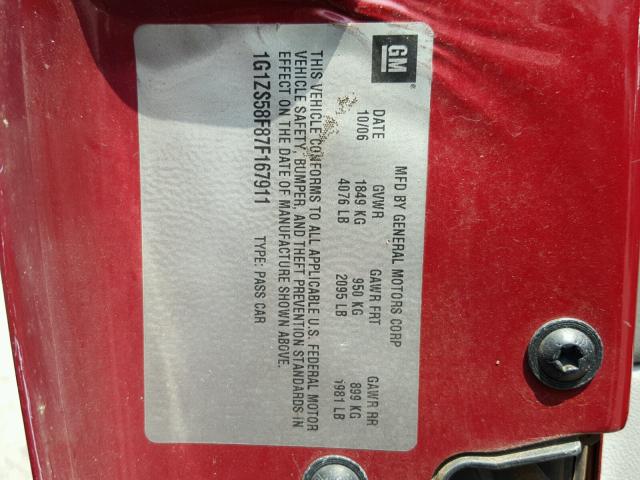 GM
MFD BY GENERAL MOTORS CORP
DATE GVWR GAWR FRT GAWR RR
10/06 1849 KG 950 KG 899 KG
4076 LB 2095 LB 1981 LB
THIS VEHICLE CONFORMS TO ALL APPLICABLE U.S. FEDERAL MOTOR
VEHICLE SAFETY, BUMPER, AND THEFT PREVENTION STANDARDS IN
EFFECT ON THE DATE OF MANUFACTURE SHOWN ABOVE.
1G1ZS58F87F167911 TYPE: PASS CAR